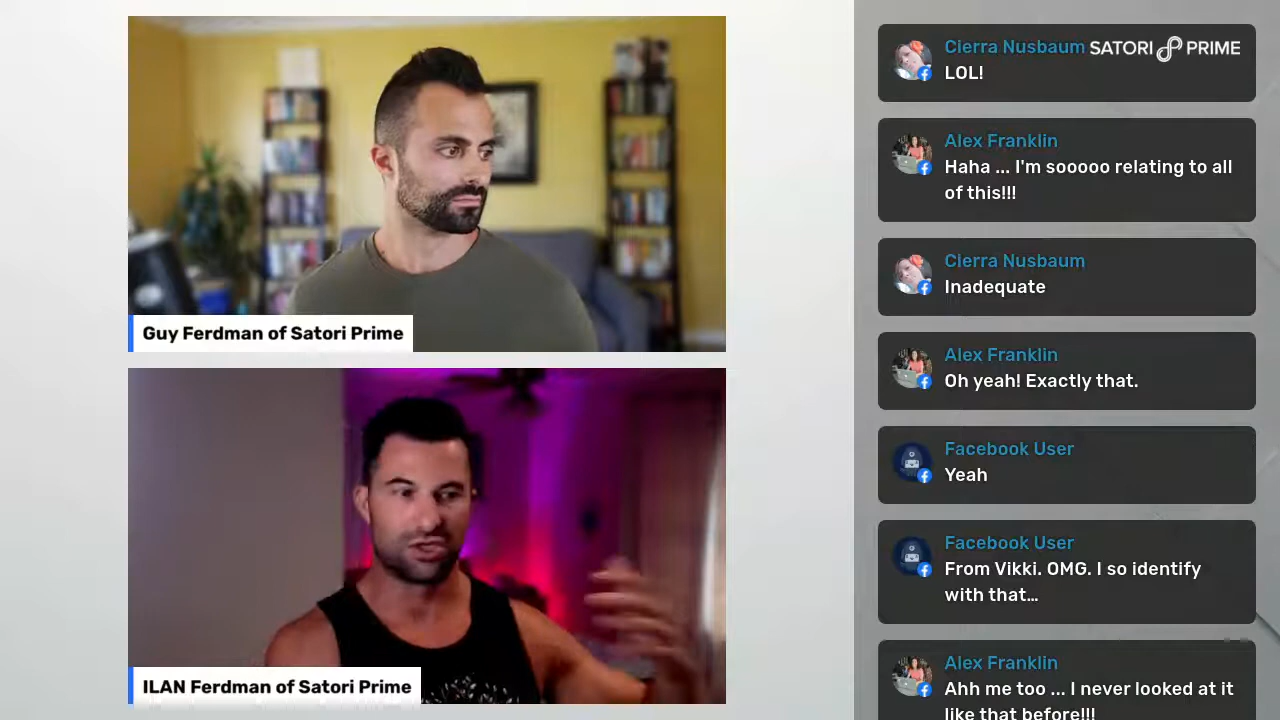 Guy Ferdman of Satori Prime
ILAN Ferdman of Satori Prime
Cierra Nusbaum
SATORI PRIME
LOL!
Alex Franklin
Haha ... I'm sooooo relating to all
of this!!!
Cierra Nusbaum
Inadequate
Alex Franklin
Oh yeah! Exactly that.
Facebook User
Yeah
Facebook User
From Vikki. OMG. I so identify
with that...
Alex Franklin
Ahh me too ... I never looked at it
like that before!!!